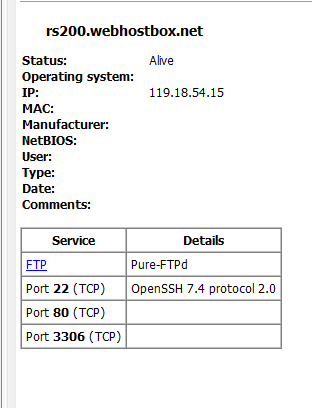 rs200.webhostbox.net
Status: Alive
Operating system:
IP: 119.18.54.15
MAC:
Manufacturer:
NetBIOS:
User:
Type:
Date:
Comments:
Service Details
FTP Pure-FTPd
Port 22 (TCP) OpenSSH 7.4 protocol 2.0
Port 80 (TCP)
Port 3306 (TCP)